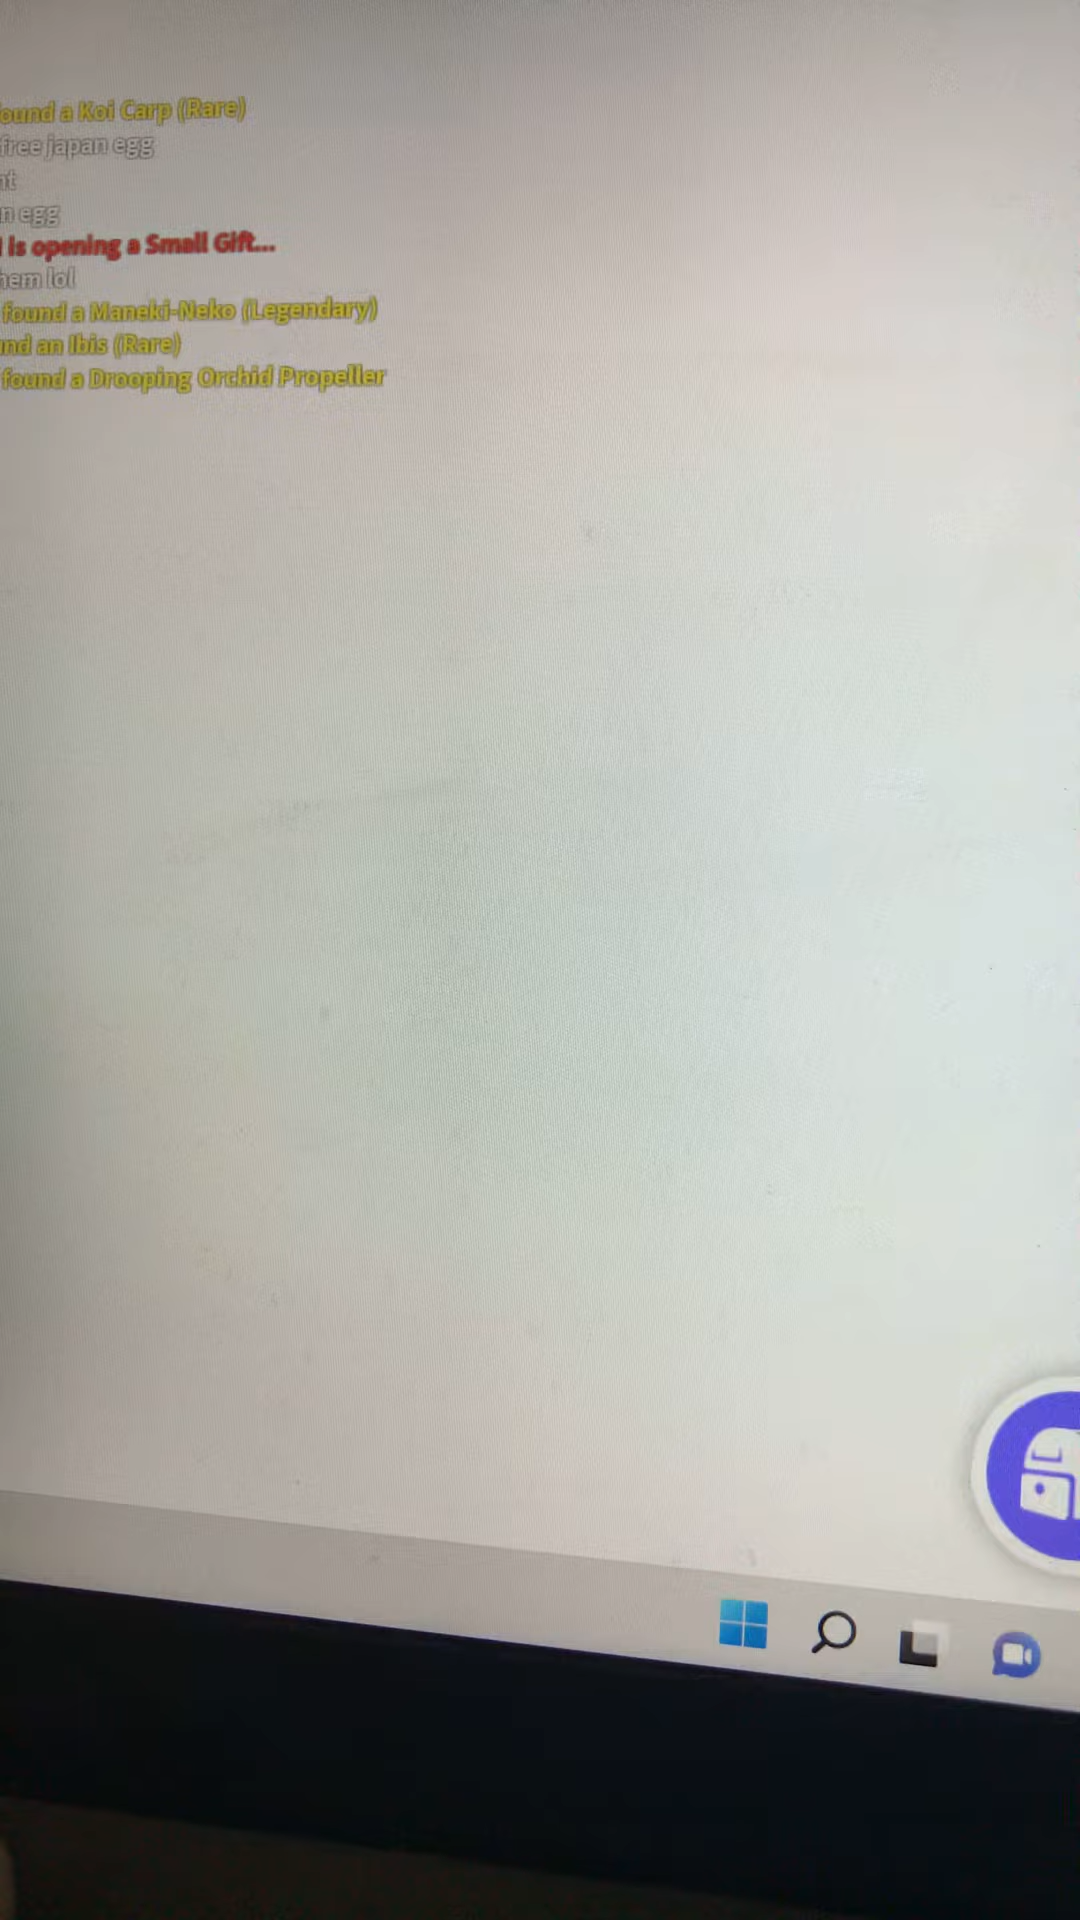 ound a Koi Carp (Rare)
free japan egg
nt
n egg
is opening a Small Gift...
hem lol
found a Maneki-Neko (Legendary)
nd an Ibis (Rare)
found a Drooping Orchid Propeller